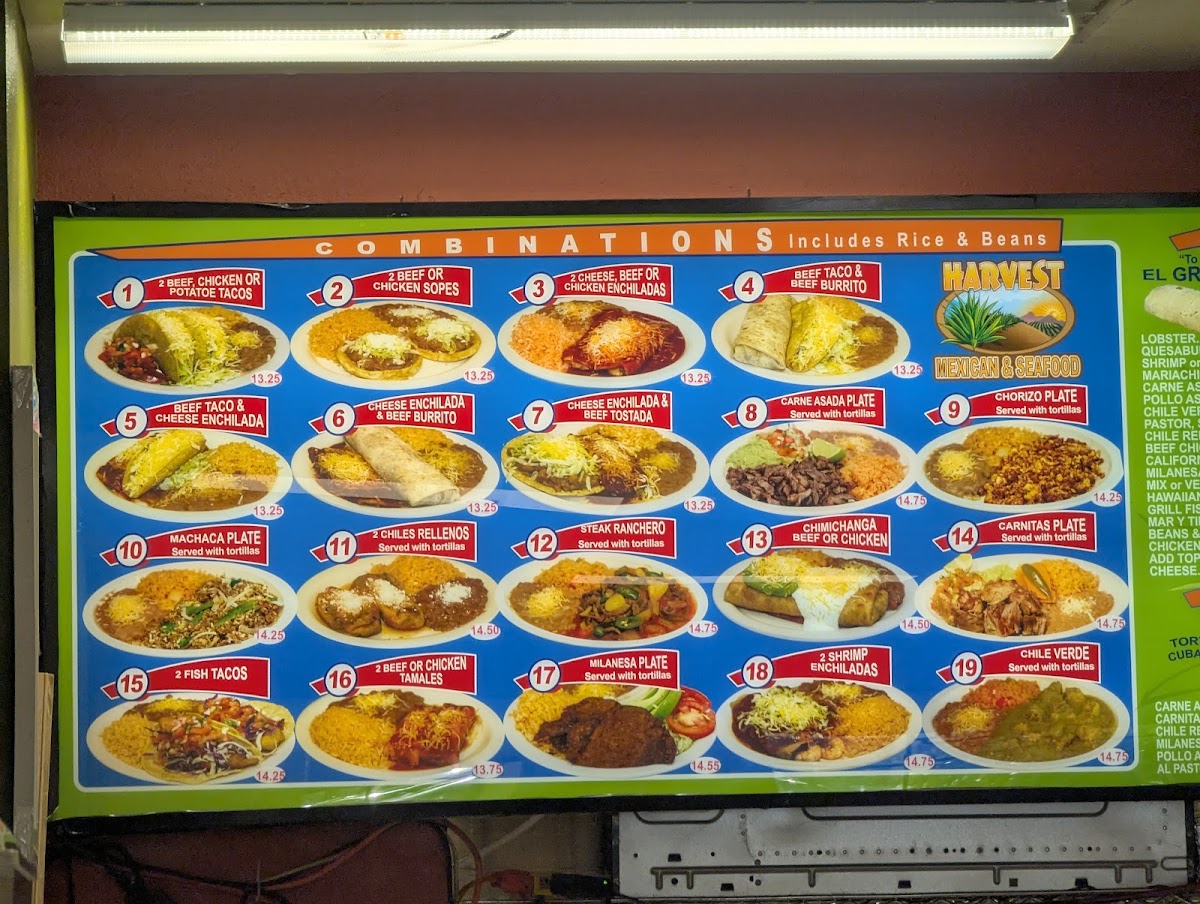 COMBINATIONS Includes Rice & Beans
1
2 BEEF, CHICKEN OR
POTATOE TACOS
13.25
2
2 BEEF OR
CHICKEN SOPES
13.25
3
2 CHEESE, BEEF OR
CHICKEN ENCHILADAS
13.25
4
BEEF TACO &
BEEF BURRITO
13.25
HARVEST
MEXICAN & SEAFOOD
5
BEEF TACO &
CHEESE ENCHILADA
13.25
6
CHEESE ENCHILADA
& BEEF BURRITO
13.25
7
CHEESE ENCHILADA &
BEEF TOSTADA
13.25
8
CARNE ASADA PLATE
Served with tortillas
14.75
9
CHORIZO PLATE
Served with tortillas
14.25
10
MACHACA PLATE
Served with tortillas
14.25
11
2 CHILES RELLENOS
Served with tortillas
14.50
12
STEAK RANCHERO
Served with tortillas
14.75
13
CHIMICHANGA
BEEF OR CHICKEN
14.50
14
CARNITAS PLATE
Served with tortillas
14.75
15
2 FISH TACOS
14.25
16
2 BEEF OR CHICKEN
TAMALES
13.75
17
MILANESA PLATE
Served with tortillas
14.55
18
2 SHRIMP
ENCHILADAS
14.75
19
CHILE VERDE
Served with tortillas
14.75
"To
EL GR
LOBSTER.
QUESABU
SHRIMP or
MARIACHI
CARNE AS
POLLO AS
CHILE VER
PASTOR, S
CHILE REL
BEEF CHI
CALIFOR
MILANESA
MIX or VE
HAWAIIAN
GRILL FIS
MAR Y TI
BEANS &
CHICKEN
ADD TOP
CHEESE.
TORT
CUBA
CARNE A
CARNITA
CHILE RE
MILANES
POLLO A
AL PAST